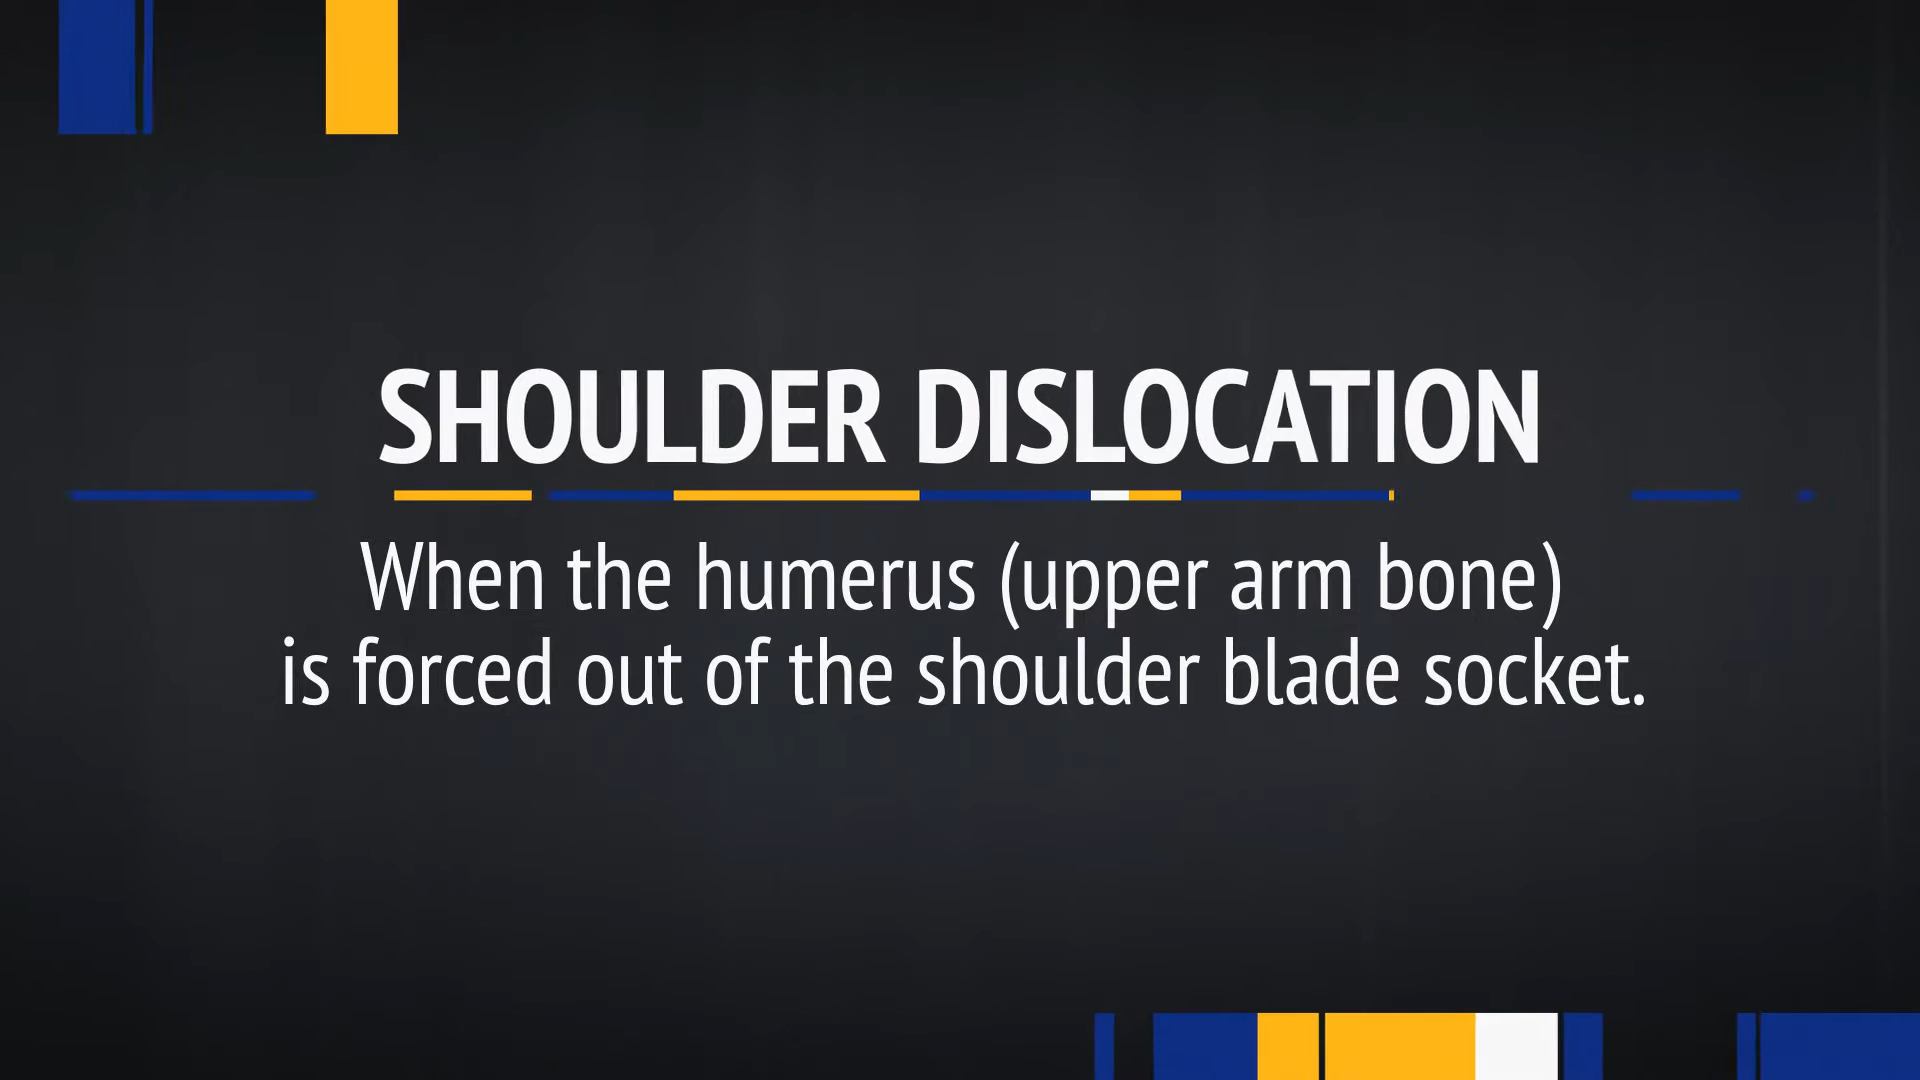 SHOULDER DISLOCATION
When the humerus (upper arm bone)
is forced out of the shoulder blade socket.